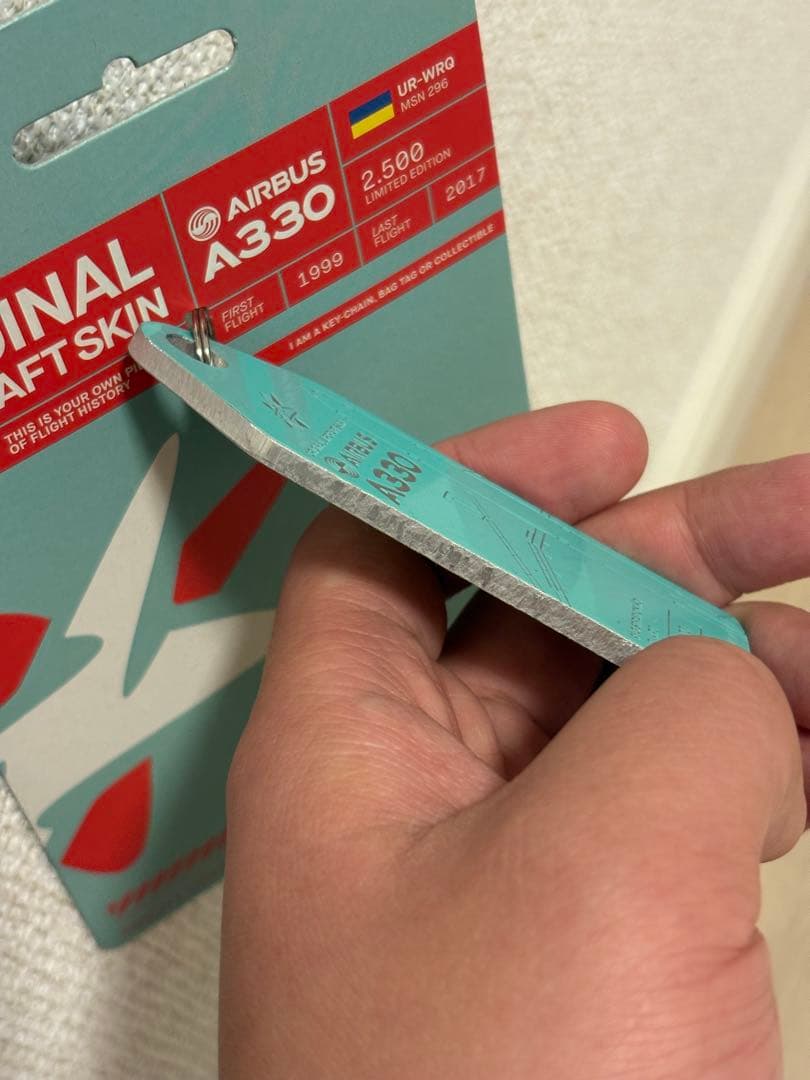 INAL
AFT SKIN
THIS IS YOUR OWN PI
OF FLIGHT HISTORY
AIRBUS
A330
FIRST
FLIGHT
1999
UR-WRQ
MSN 296
2.500
LIMITED EDITION
LAST
FLIGHT
2017
I AM A KEY-CHAIN, BAG TAG OR COLLECTIBLE
AIRBUS
A330